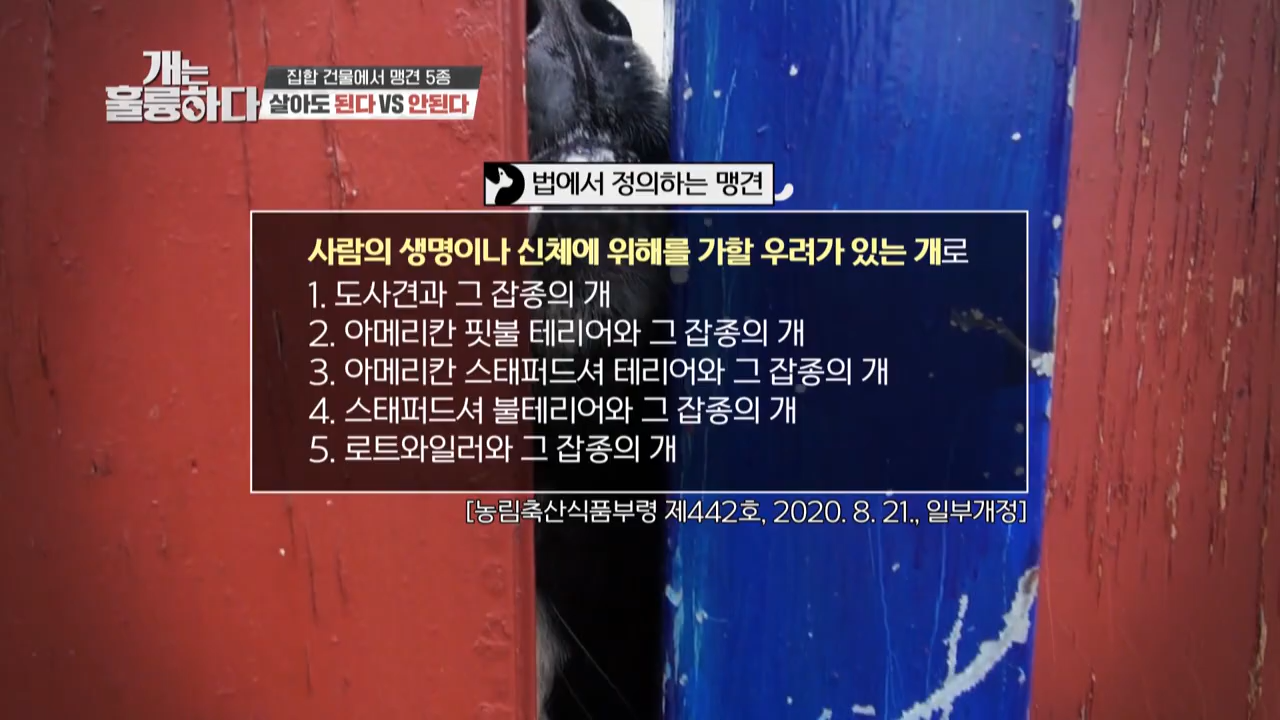 개는
훌륭하다
집합 건물에서 맹견 5종
살아도 된다 VS 안된다
법에서 정의하는 맹견
사람의 생명이나 신체에 위해를 가할 우려가 있는 개로
1. 도사견과 그 잡종의 개
2. 아메리칸 핏불 테리어와 그 잡종의 개
3. 아메리칸 스태퍼드셔 테리어와 그 잡종의 개
4. 스태퍼드셔 불테리어와 그 잡종의 개
5. 로트와일러와 그 잡종의 개
[농림축산식품부령 제442호, 2020. 8. 21., 일부개정]